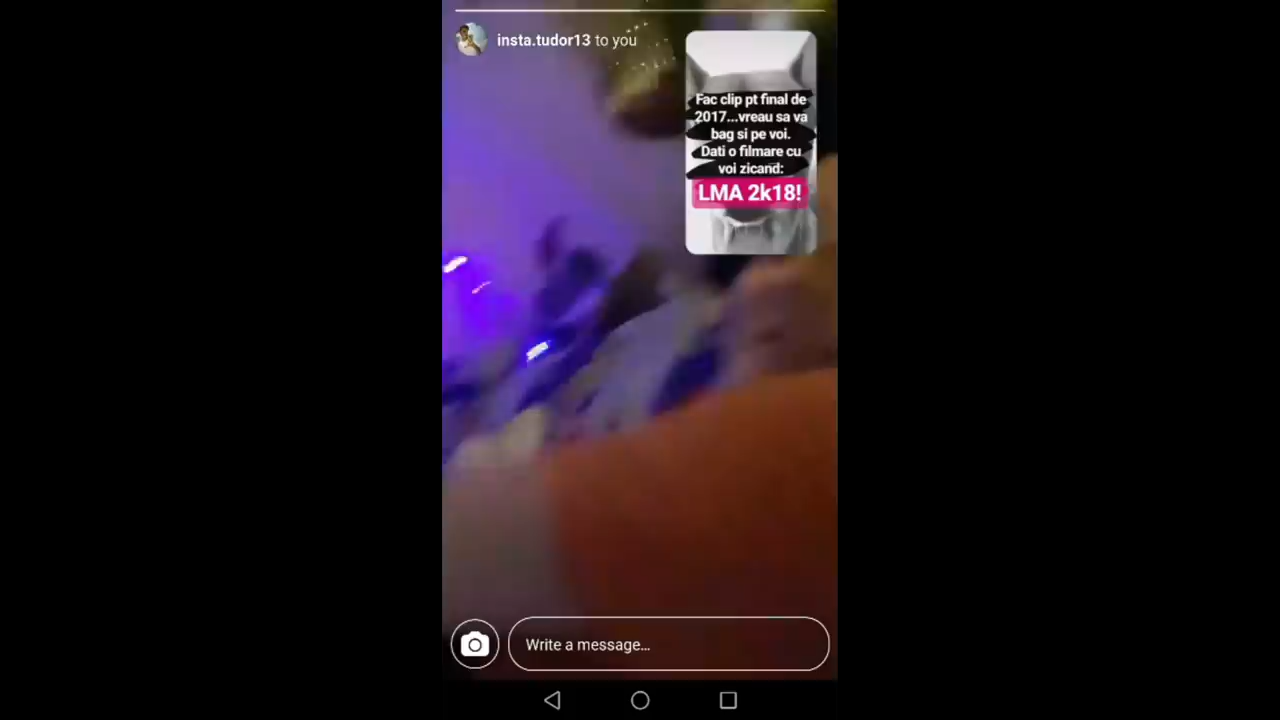 insta.tudor13 to you
Fac clip pt final de
2017...vreau sa va
bag si pe voi.
Dati o filmare cu
voi zicand:
LMA 2k18!
Write a message...